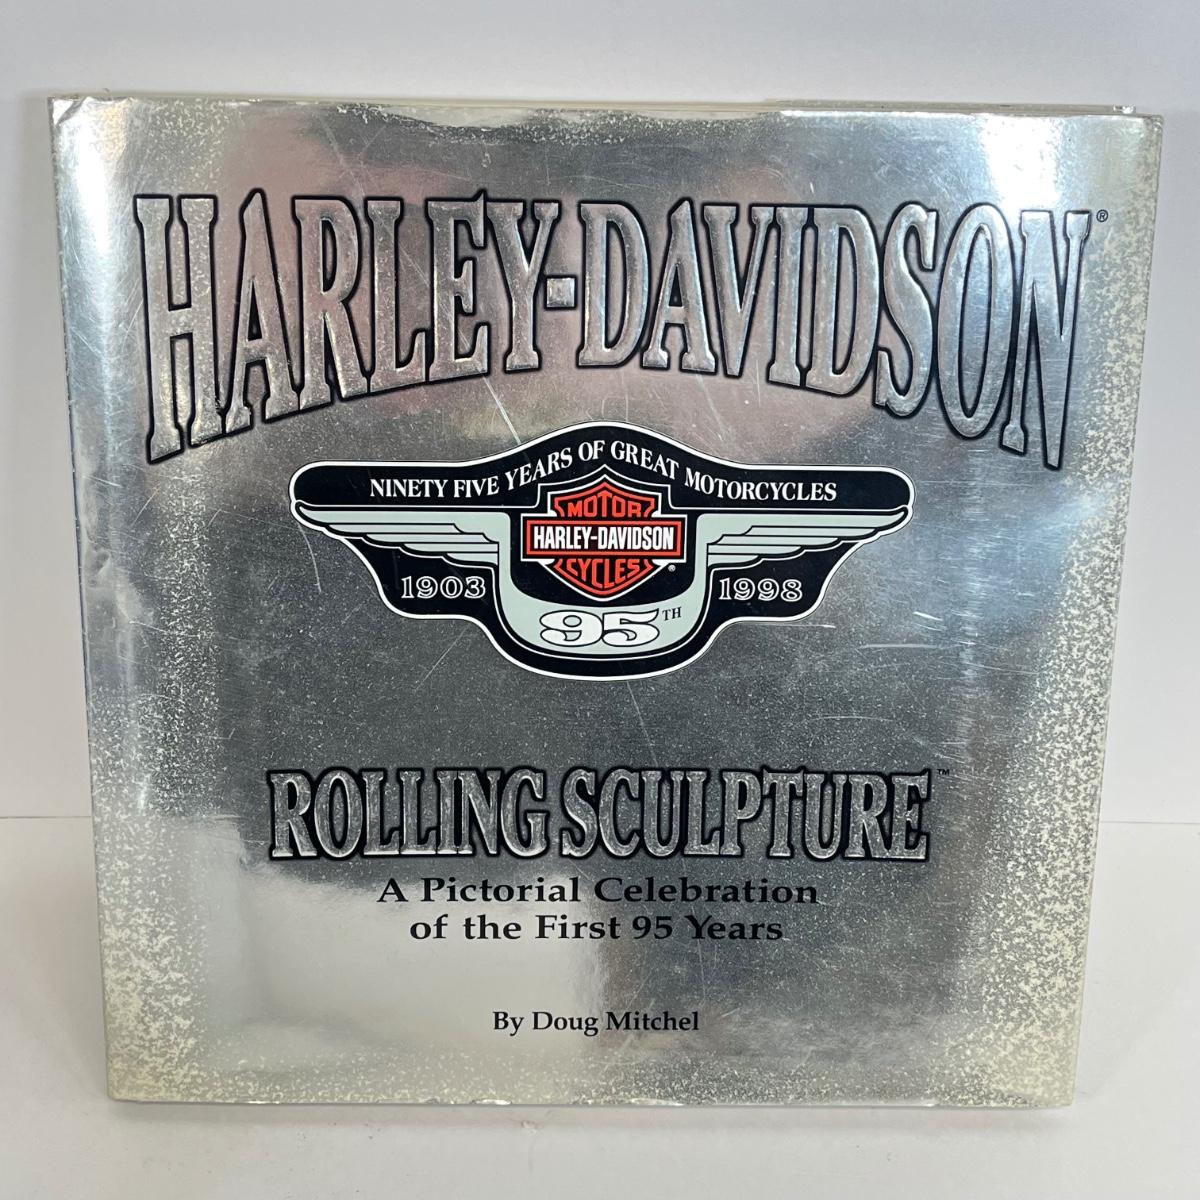 HARLEY-DAVIDSON®
NINETY FIVE YEARS OF GREAT MOTORCYCLES
MOTOR
HARLEY-DAVIDSON
CYCLES®
1903
1998
95TH
ROLLING SCULPTURE™
A Pictorial Celebration
of the First 95 Years
By Doug Mitchel